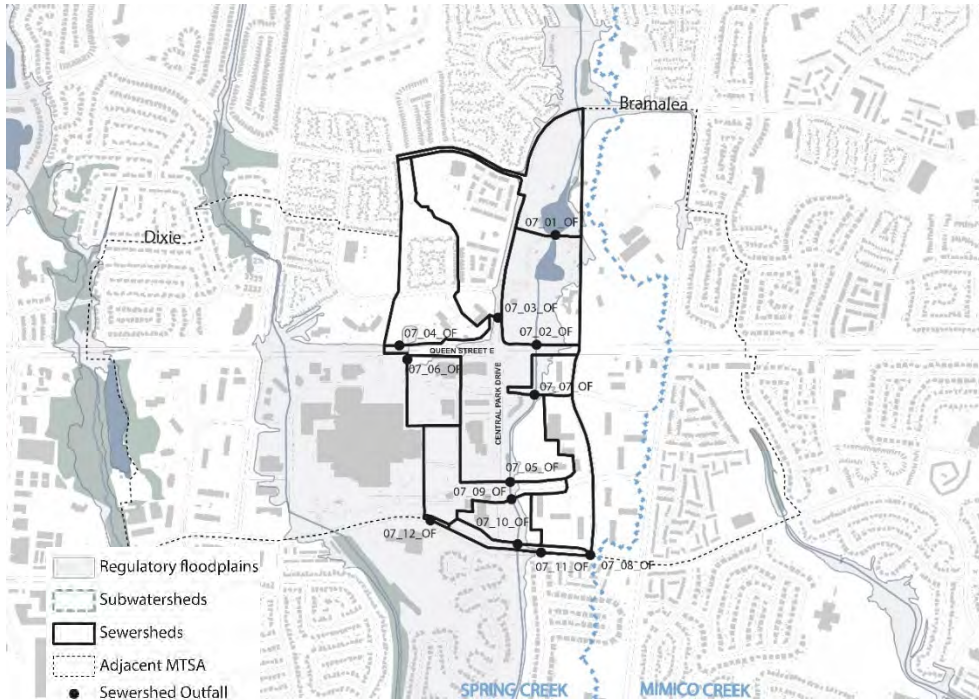 Bramalea
07_01_OF
Dixie
07_03_OF
07_04_OF
07_02_OF
QUEEN STREET E
07_06_OF
07_07_OF
CENTRAL PARK DRIVE
07_05_OF
07_09_OF
07_10_OF
07_12_OF
07_11_OF
07_08_OF
Regulatory floodplains
Subwatersheds
Sewersheds
Adjacent MTSA
Sewershed Outfall
SPRING CREEK
MIMICO CREEK